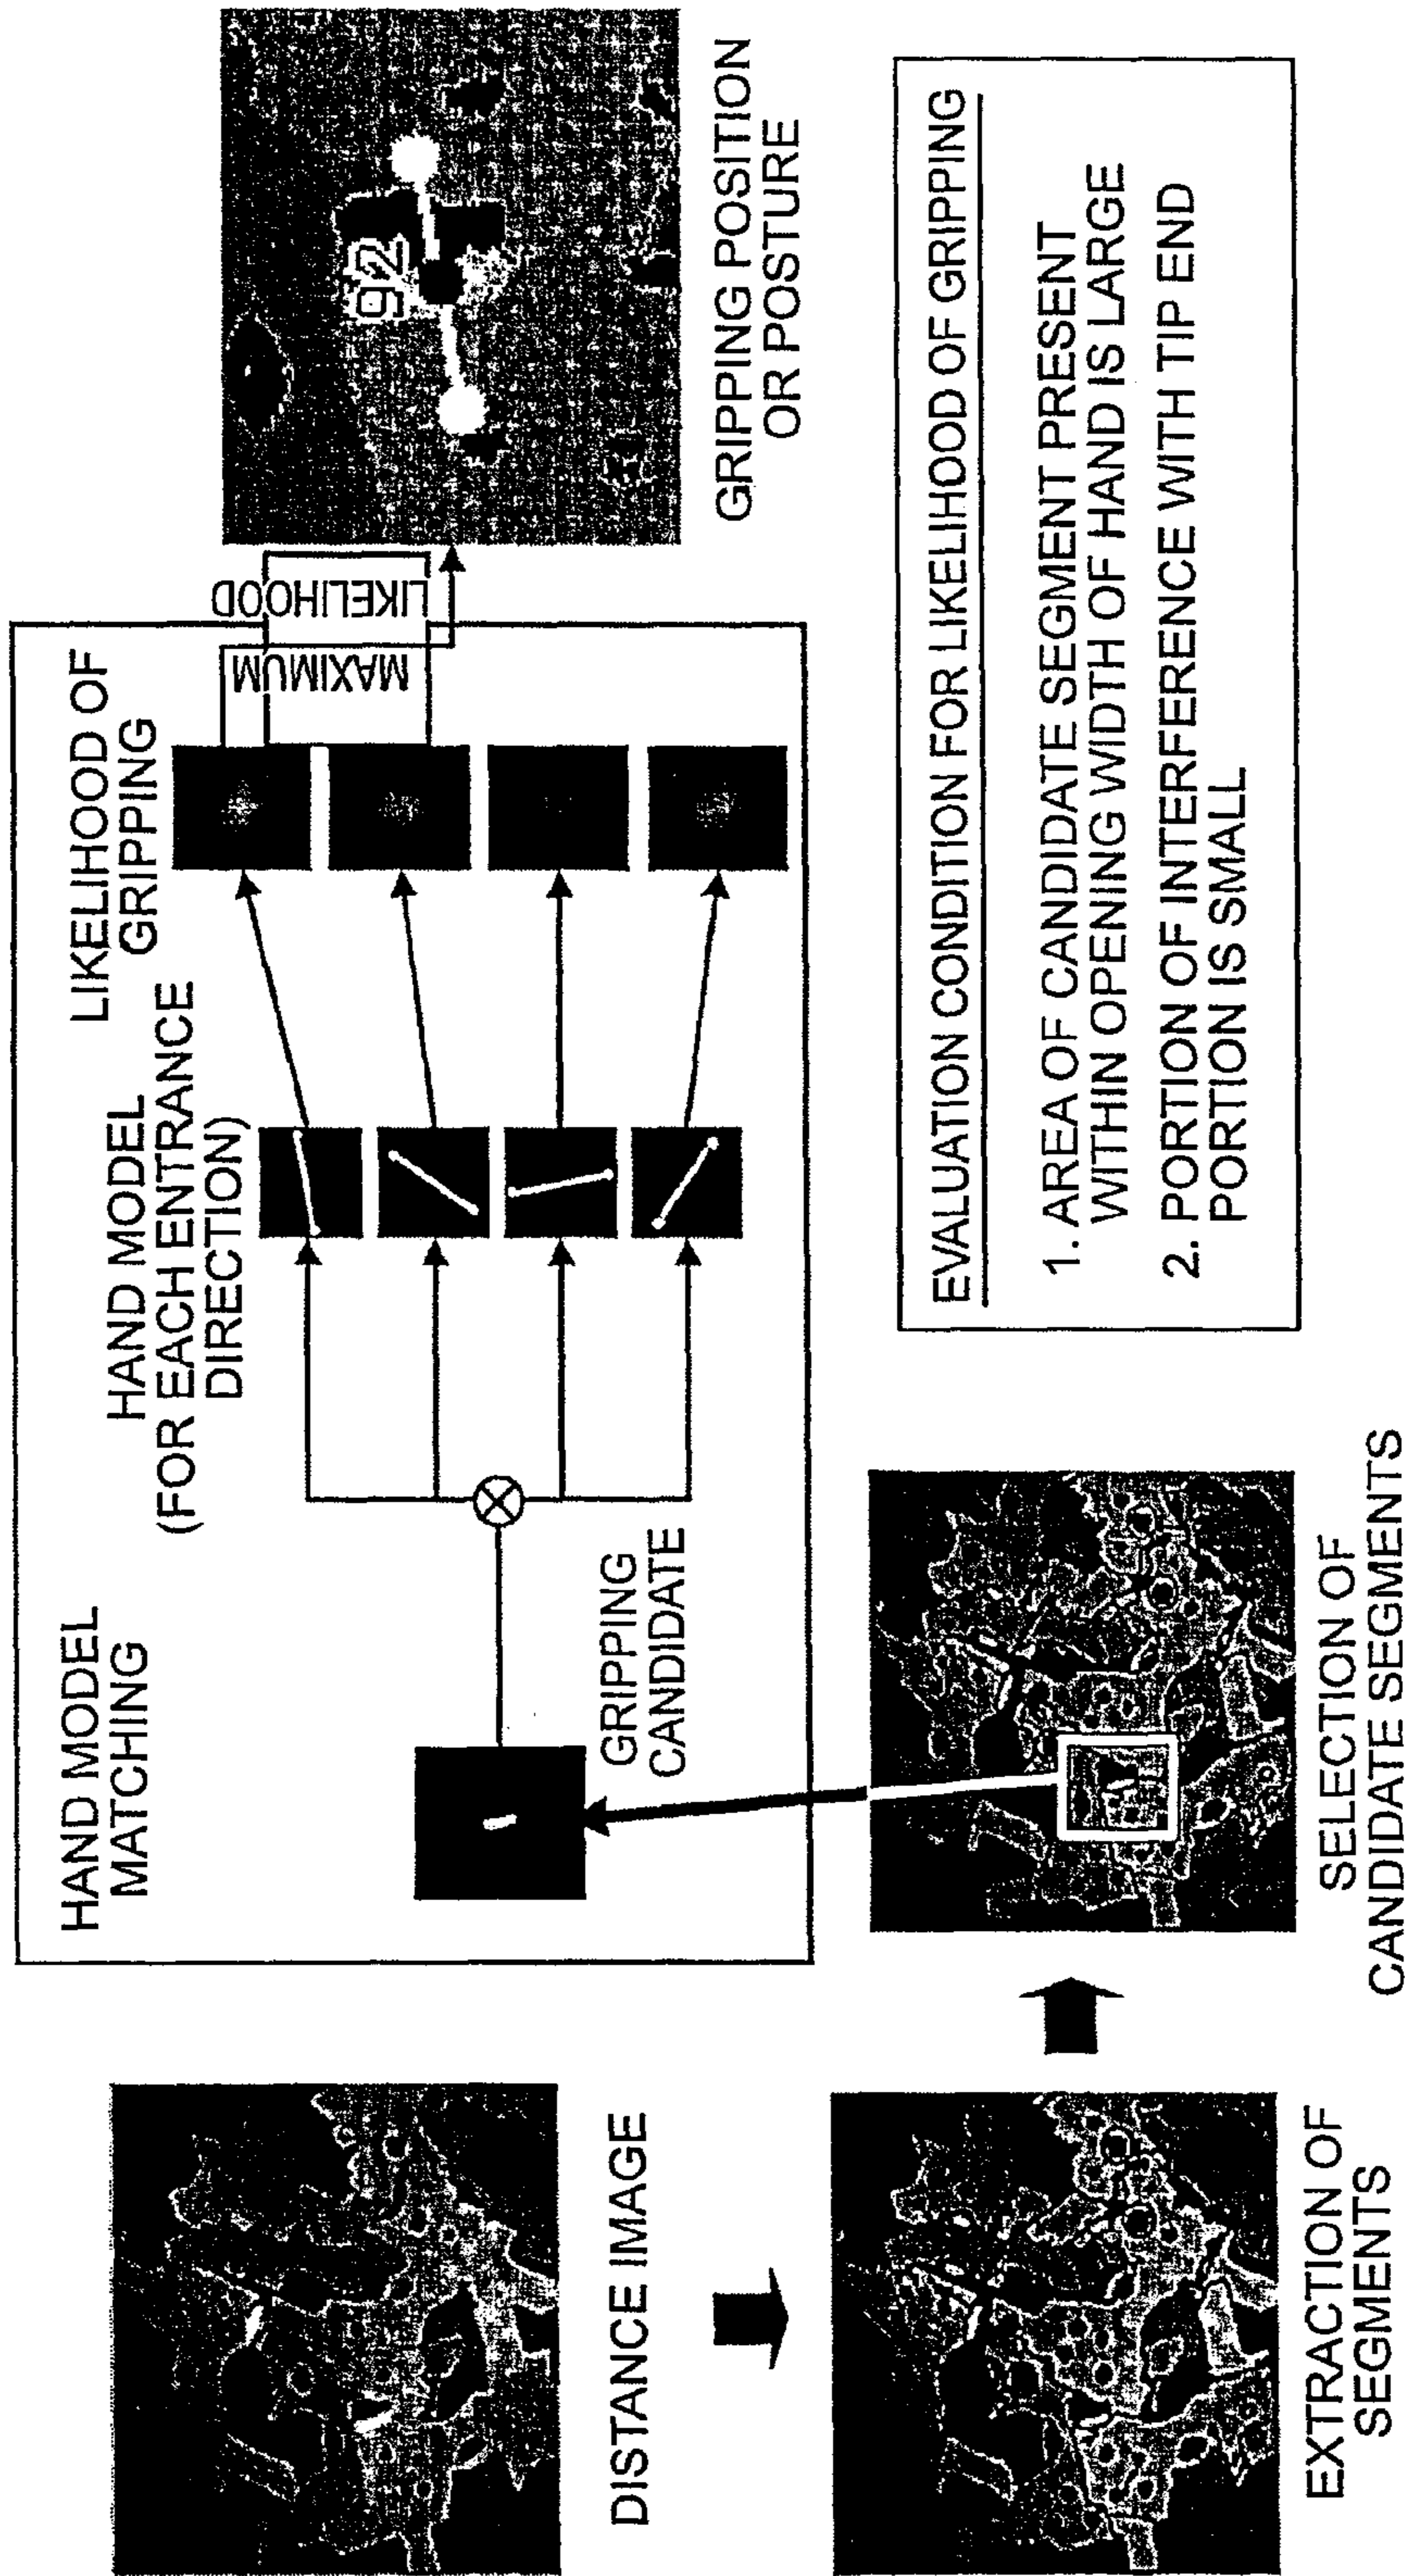 DISTANCE IMAGE
EXTRACTION OF
SEGMENTS
SELECTION OF
CANDIDATE SEGMENTS
HAND MODEL
MATCHING
GRIPPING
CANDIDATE
HAND MODEL
(FOR EACH ENTRANCE
DIRECTION)
LIKELIHOOD OF
GRIPPING
MAXIMUM
LIKELIHOOD
92
GRIPPING POSITION
OR POSTURE
EVALUATION CONDITION FOR LIKELIHOOD OF GRIPPING
1. AREA OF CANDIDATE SEGMENT PRESENT
WITHIN OPENING WIDTH OF HAND IS LARGE
2. PORTION OF INTERFERENCE WITH TIP END
PORTION IS SMALL